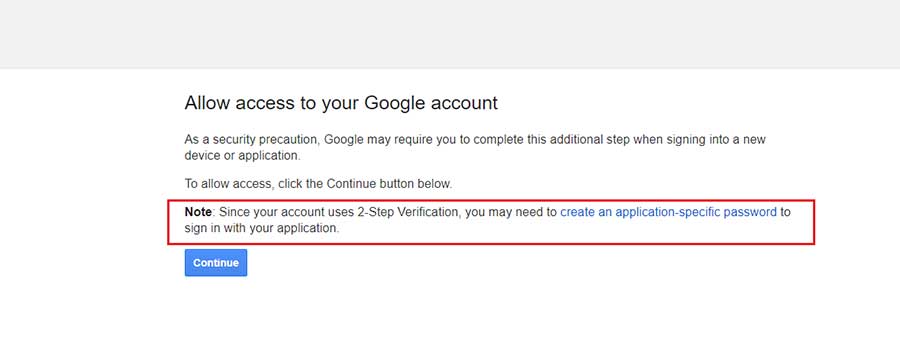 Allow access to your Google account
As a security precaution, Google may require you to complete this additional step when signing into a new
device or application.
To allow access, click the Continue button below.
Note: Since your account uses 2-Step Verification, you may need to create an application-specific password to
sign in with your application.
Continue